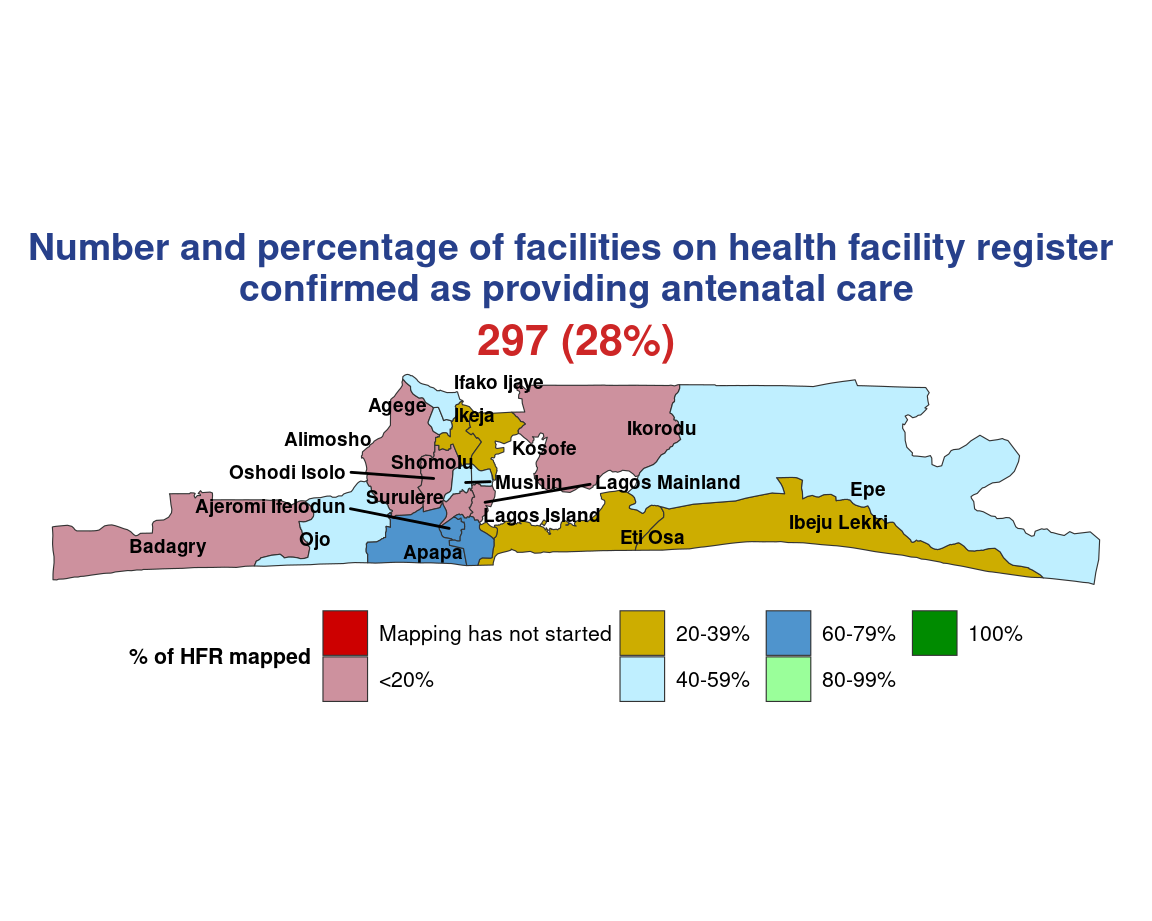 Number and percentage of facilities on health facility register
confirmed as providing antenatal care
297 (28%)
Ifako Ijaye
Agege
Ikeja
Ikorodu
Alimosho
Kosofe
Shomolu
Oshodi Isolo
Mushin
Lagos Mainland
Epe
Surulere
Ajeromi Ifelodun
Lagos Island
Ibeju Lekki
Eti Osa
Ojo
Badagry
Apapa
% of HFR mapped
Mapping has not started
<20%
20-39%
40-59%
60-79%
80-99%
100%